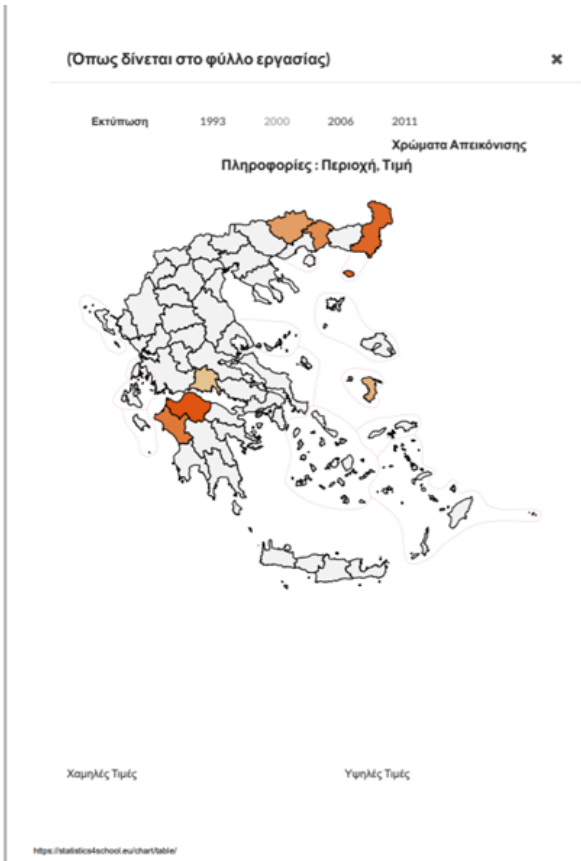 (Όπως δίνεται στο φύλλο εργασίας) ✖
Εκτύπωση 1993 2000 2006 2011
Χρώματα Απεικόνισης
Πληροφορίες : Περιοχή, Τιμή
Χαμηλές Τιμές Υψηλές Τιμές
https://statistics4school.eu/chart/table/